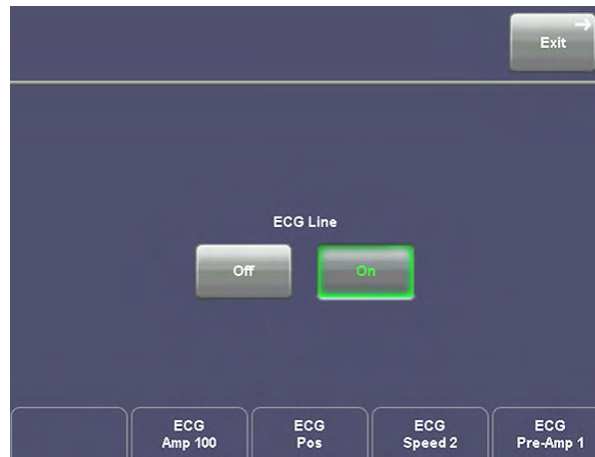 Exit
ECG Line
Off
On
ECG
Amp 100
ECG
Pos
ECG
Speed 2
ECG
Pre-Amp 1